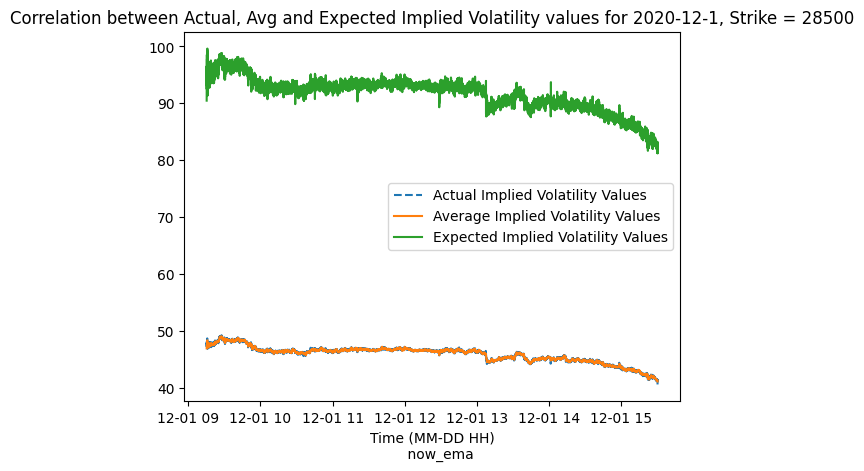 Correlation between Actual, Avg and Expected Implied Volatility values for 2020-12-1, Strike = 28500
100
90
80
70
60
50
40
Actual Implied Volatility Values
Average Implied Volatility Values
Expected Implied Volatility Values
12-01 09 12-01 10 12-01 11 12-01 12 12-01 13 12-01 14 12-01 15
Time (MM-DD HH)
now_ema